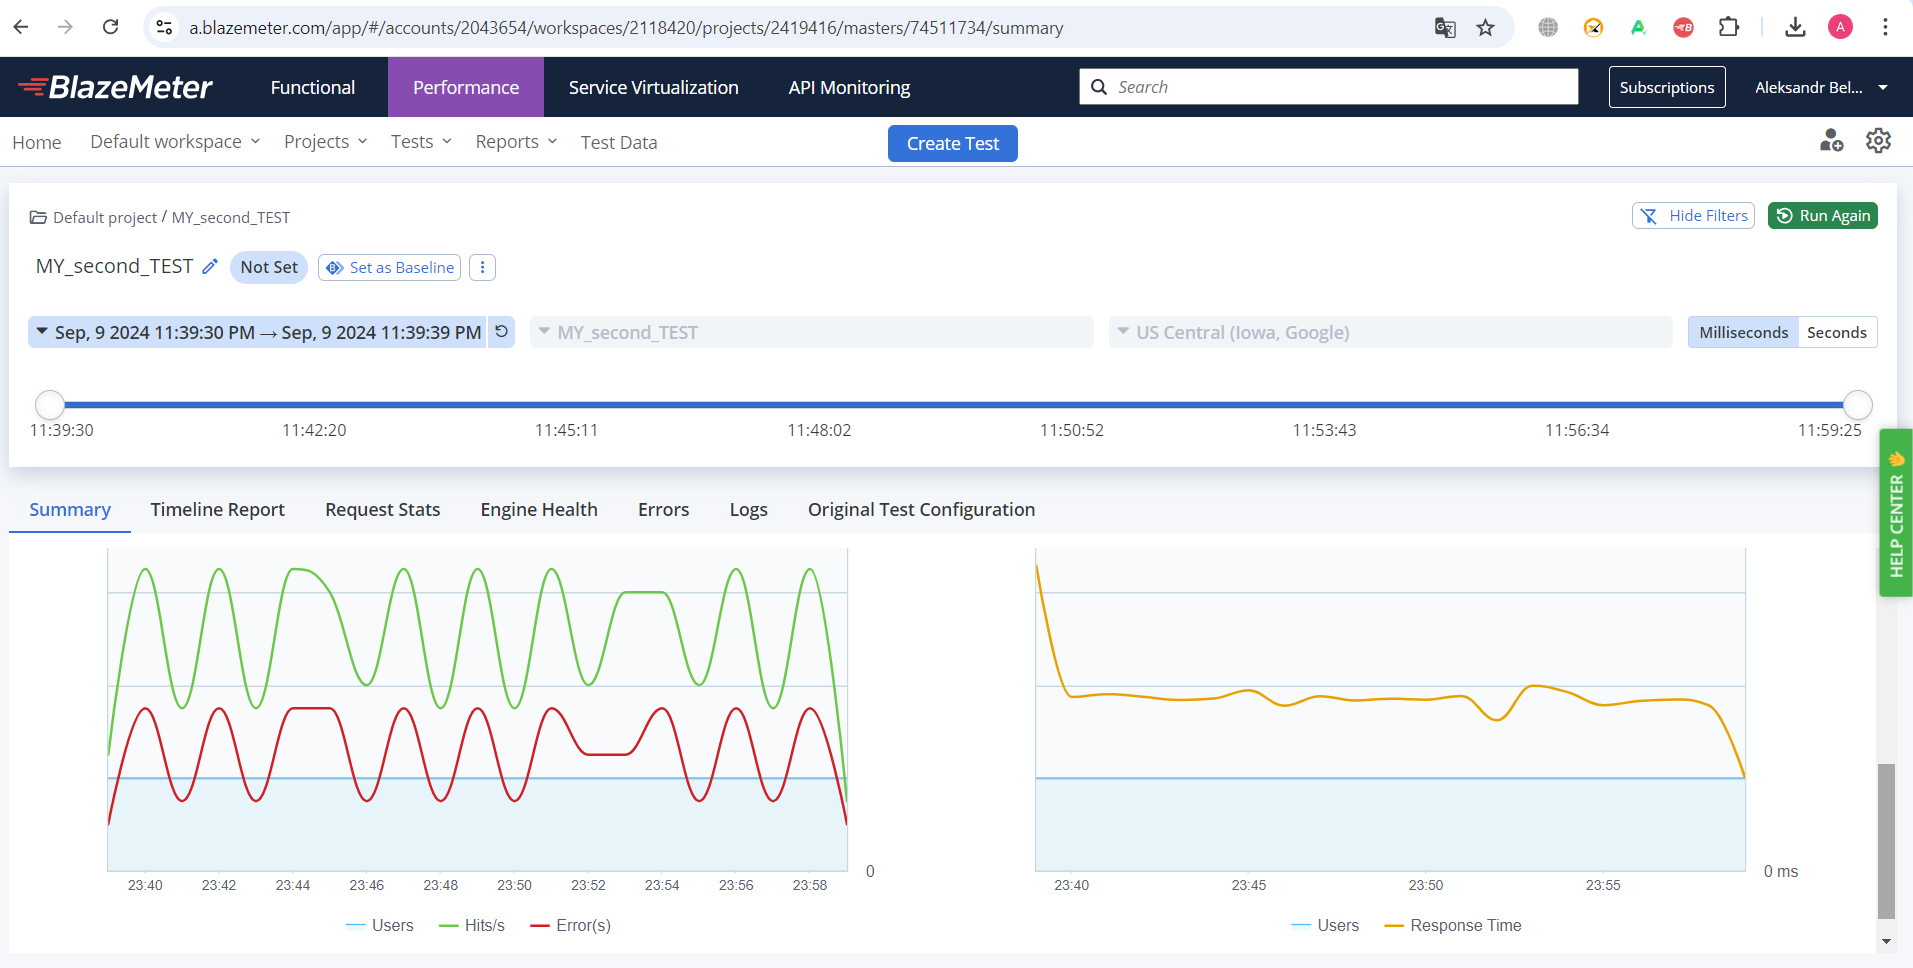 a.blazemeter.com/app/#/accounts/2043654/workspaces/2118420/projects/2419416/masters/74511734/summary
A
BlazeMeter Functional Performance Service Virtualization API Monitoring Search Subscriptions Aleksandr Bel...
Home Default workspace Projects Tests Reports Test Data Create Test
Default project / MY_second_TEST Hide Filters Run Again
MY_second_TEST Not Set Set as Baseline
Sep, 9 2024 11:39:30 PM → Sep, 9 2024 11:39:39 PM MY_second_TEST US Central (Iowa, Google) Milliseconds Seconds
11:39:30 11:42:20 11:45:11 11:48:02 11:50:52 11:53:43 11:56:34 11:59:25
HELP CENTER
Summary Timeline Report Request Stats Engine Health Errors Logs Original Test Configuration
0
23:40 23:42 23:44 23:46 23:48 23:50 23:52 23:54 23:56 23:58
Users Hits/s Error(s)
0 ms
23:40 23:45 23:50 23:55
Users Response Time